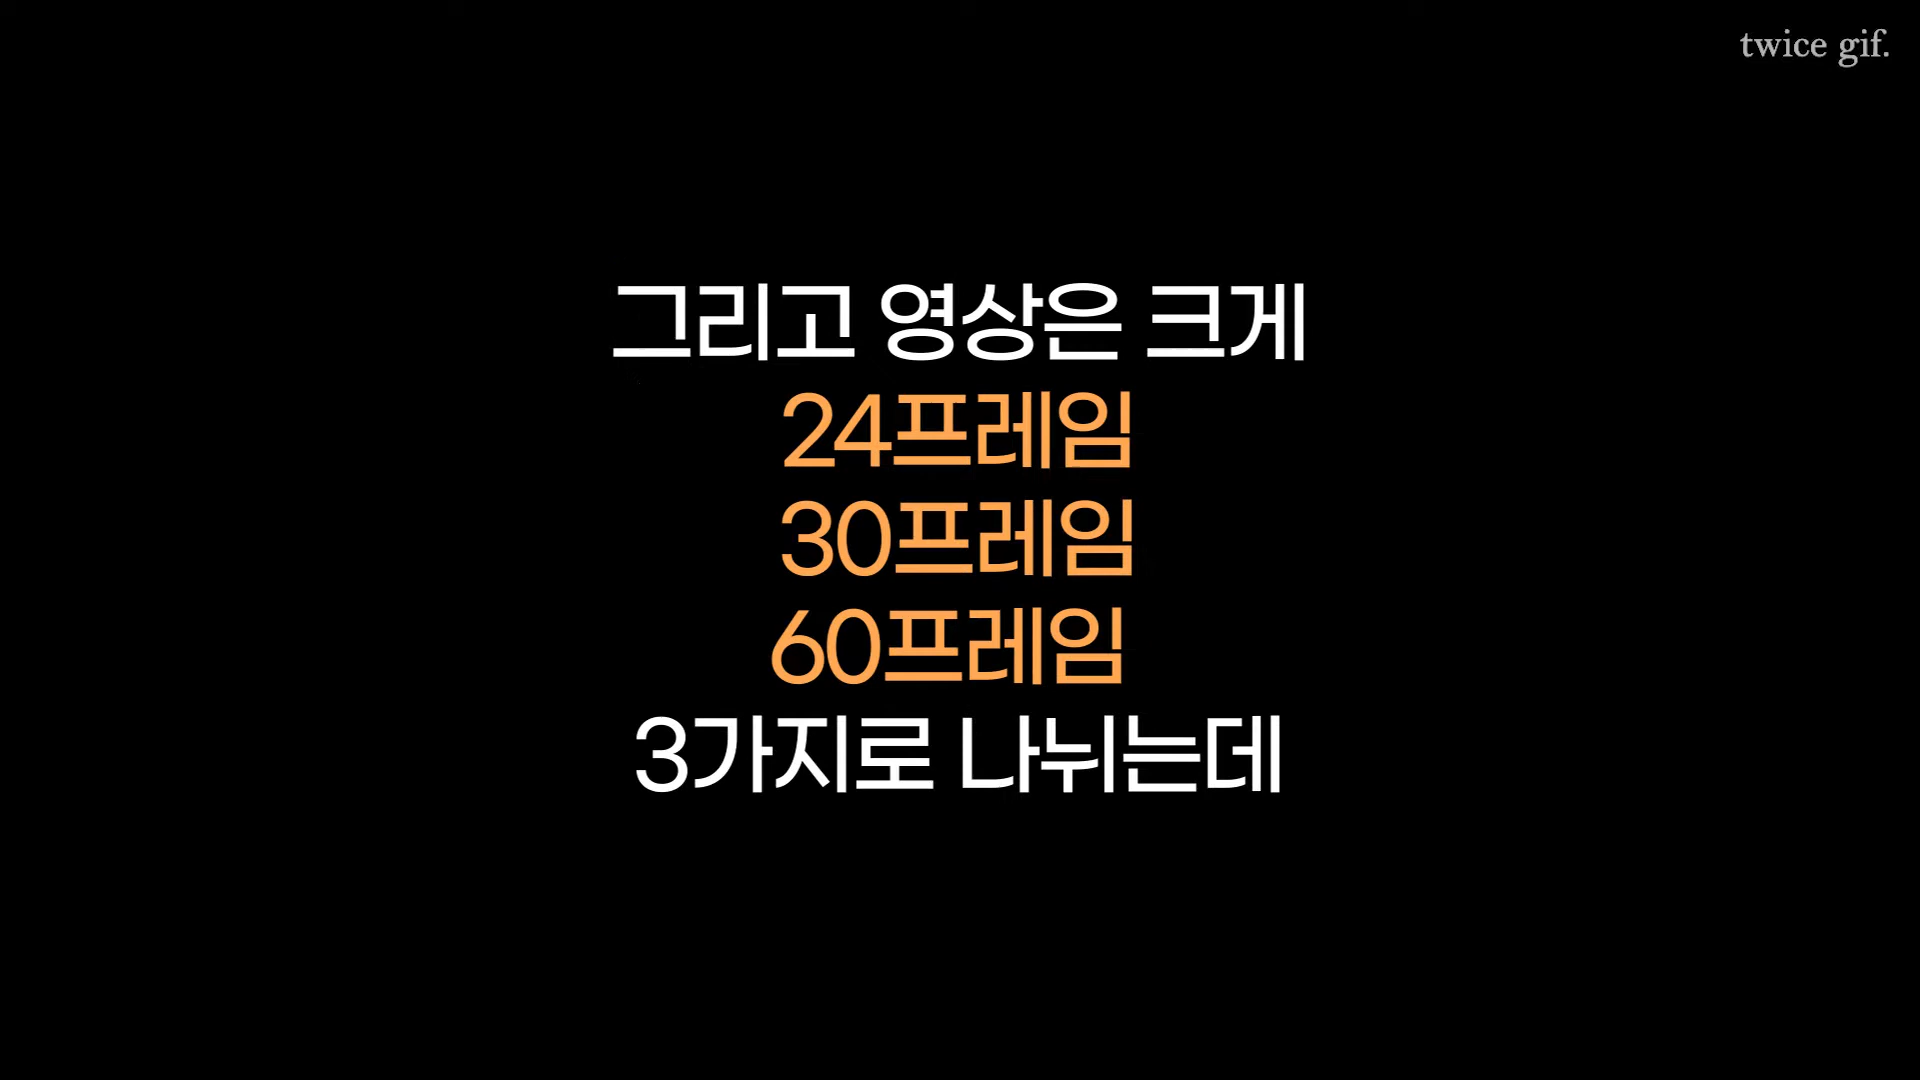 twice gif.
그리고 영상은 크게
24프레임
30프레임
60프레임
3가지로 나뉘는데